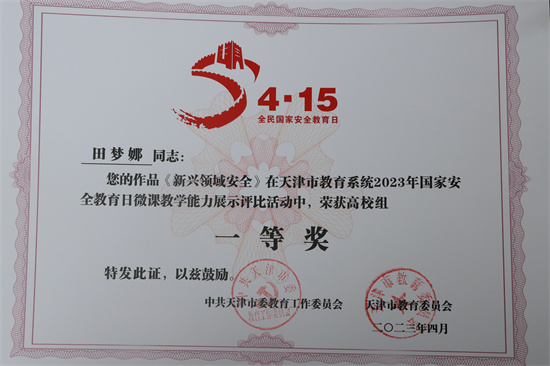 4·15
全民国家安全教育日
田梦娜 同志：
您的作品《新兴领域安全》在天津市教育系统2023年国家安
全教育日微课教学能力展示评比活动中，荣获高校组
一等奖
特发此证，以兹鼓励。
中共天津市委教育工作委员会 天津市教育委员会
二〇二三年四月